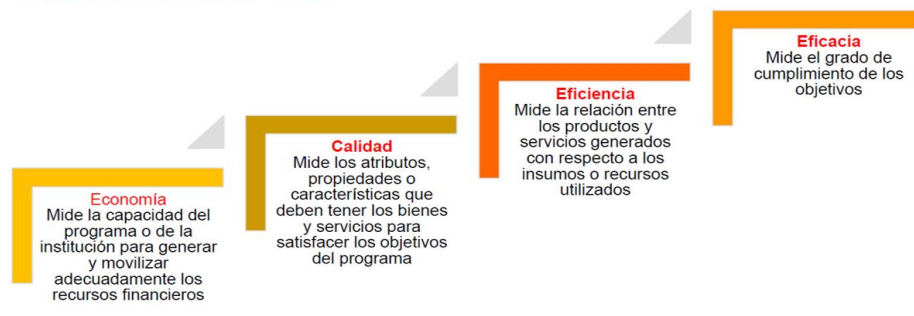 Economía
Mide la capacidad del
programa o de la
institución para generar
y movilizar
adecuadamente los
recursos financieros
Calidad
Mide los atributos,
propiedades o
características que
deben tener los bienes
y servicios para
satisfacer los objetivos
del programa
Eficiencia
Mide la relación entre
los productos y
servicios generados
con respecto a los
insumos o recursos
utilizados
Eficacia
Mide el grado de
cumplimiento de los
objetivos